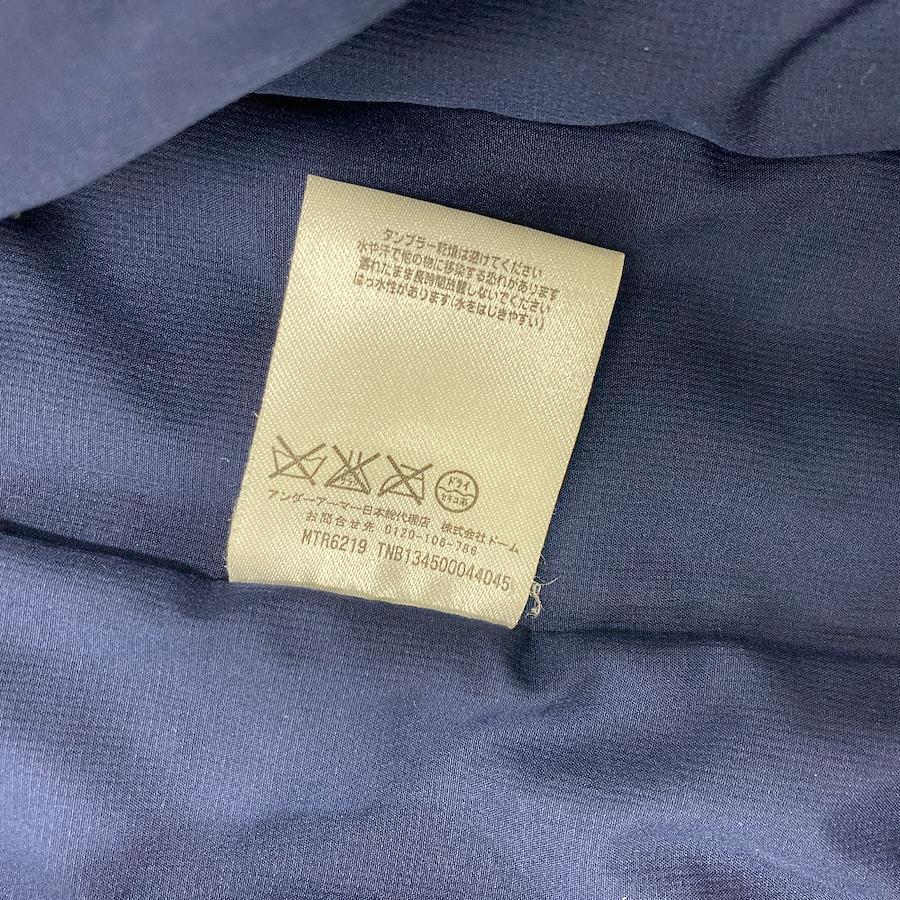 タンブラー乾燥は避けてください
水や汗で他の物に移染する恐れがあります
濡れたまま長時間放置しないでください
はっ水性があります(水をはじきやすい)
ドライ
セキユ系
アンダーアーマー日本総代理店 株式会社ドーム
お問合せ先 0120-106-786
MTR6219 TNB134500044045